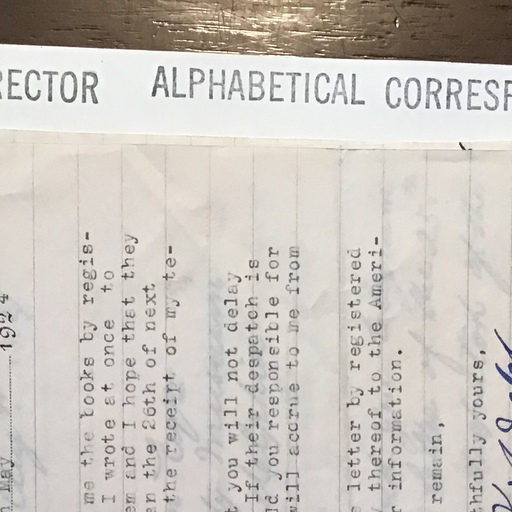 May 1924
me the books by regis-
I wrote at once to
em and I hope that they
en the 26th of next
the receipt of my te-
t you will not delay
If their despatch is
ld you responsible for
will accrue to me from
s letter by registered
y thereof to the Ameri-
r information.
remain,
thfully yours,
RECTOR ALPHABETICAL CORRESP